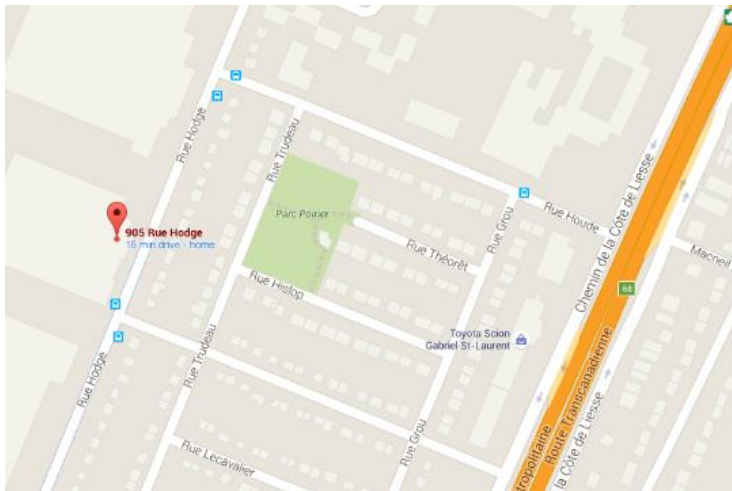 Rue Hodge
Rue Trudeau
Parc Poirier
905 Rue Hodge
16 min drive - home
Rue Théorêt
Rue Grou
Rue Houde
Chemin de la Côte de Liesse
Macneil
Rue Hislop
Toyota Scion
Gabriel St-Laurent
Rue Hodge
Rue Trudeau
Rue Grou
Rue Lecavalier
tropolitaine
Route Transcanadienne
la Côte de Liesse